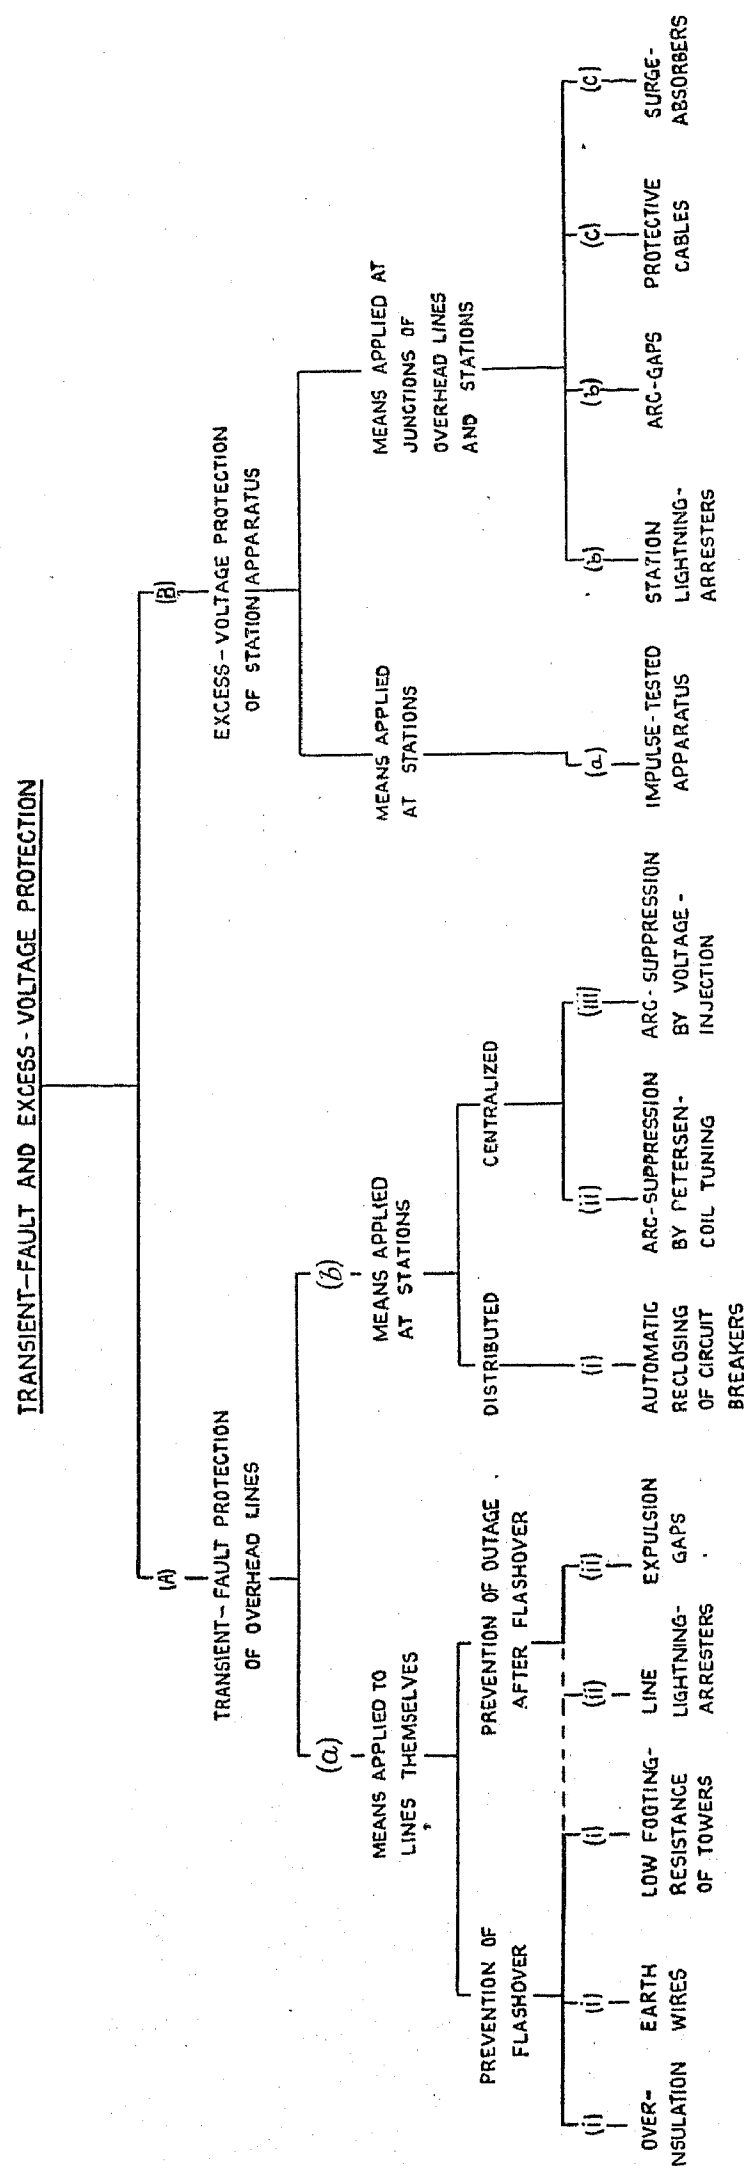 TRANSIENT-FAULT AND EXCESS-VOLTAGE PROTECTION
(A)
TRANSIENT-FAULT PROTECTION
OF OVERHEAD LINES
(a)
MEANS APPLIED TO
LINES THEMSELVES
PREVENTION OF
FLASHOVER
(i)
OVER-
NSULATION
(i)
EARTH
WIRES
(i)
LOW FOOTING-
RESISTANCE
OF TOWERS
PREVENTION OF OUTAGE
AFTER FLASHOVER
(ii)
LINE
LIGHTNING-
ARRESTERS
(ii)
EXPULSION
GAPS
(b)
MEANS APPLIED
AT STATIONS
DISTRIBUTED
(i)
AUTOMATIC
RECLOSING
OF CIRCUIT
BREAKERS
CENTRALIZED
(ii)
ARC-SUPPRESSION
BY PETERSEN-
COIL TUNING
(iii)
ARC-SUPPRESSION
BY VOLTAGE-
INJECTION
(B)
EXCESS-VOLTAGE PROTECTION
OF STATION APPARATUS
MEANS APPLIED
AT STATIONS
(a)
IMPULSE-TESTED
APPARATUS
MEANS APPLIED AT
JUNCTIONS OF
OVERHEAD LINES
AND STATIONS
(b)
STATION
LIGHTNING-
ARRESTERS
(b)
ARC-GAPS
(c)
PROTECTIVE
CABLES
(c)
SURGE-
ABSORBERS